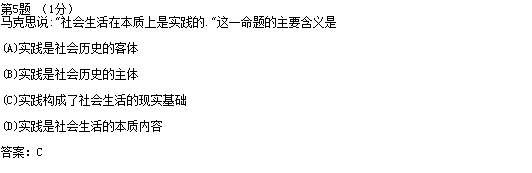 第5题 （1分）
马克思说:“社会生活在本质上是实践的.”这一命题的主要含义是
(A)实践是社会历史的客体
(B)实践是社会历史的主体
(C)实践构成了社会生活的现实基础
(D)实践是社会生活的本质内容
答案: C